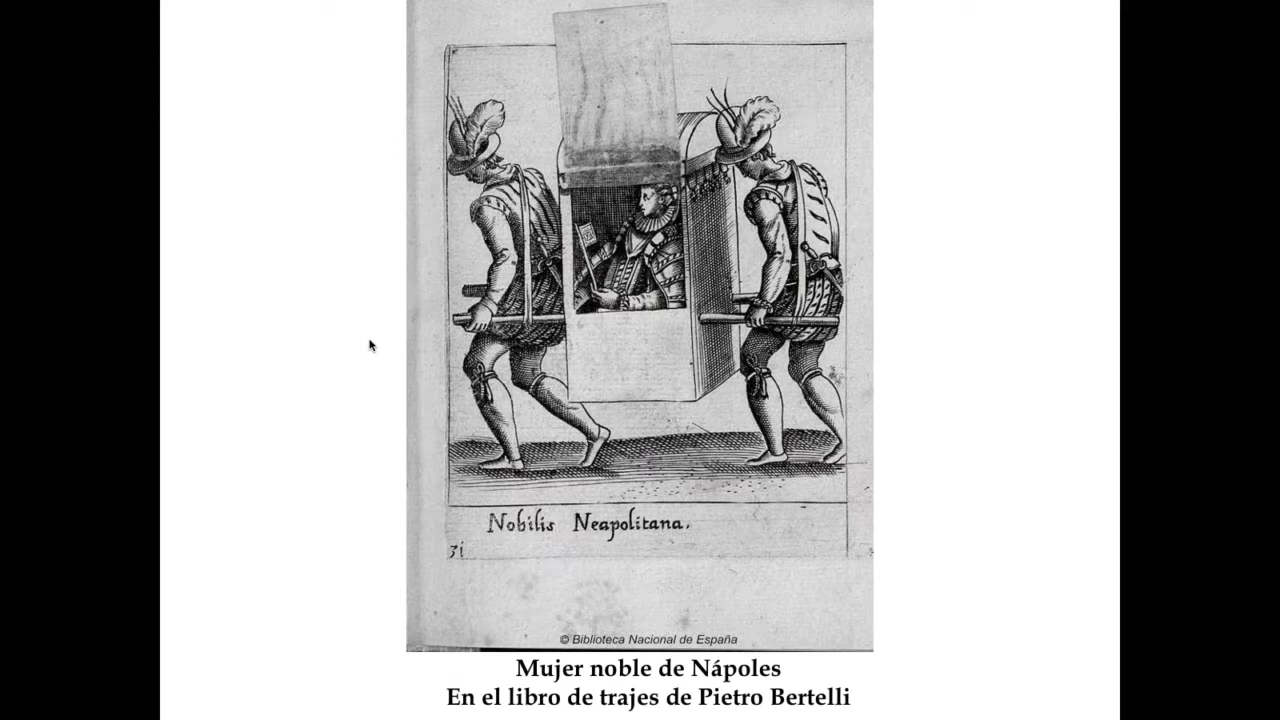 Nobilis Neapolitana.
31
© Biblioteca Nacional de España
Mujer noble de Nápoles
En el libro de trajes de Pietro Bertelli